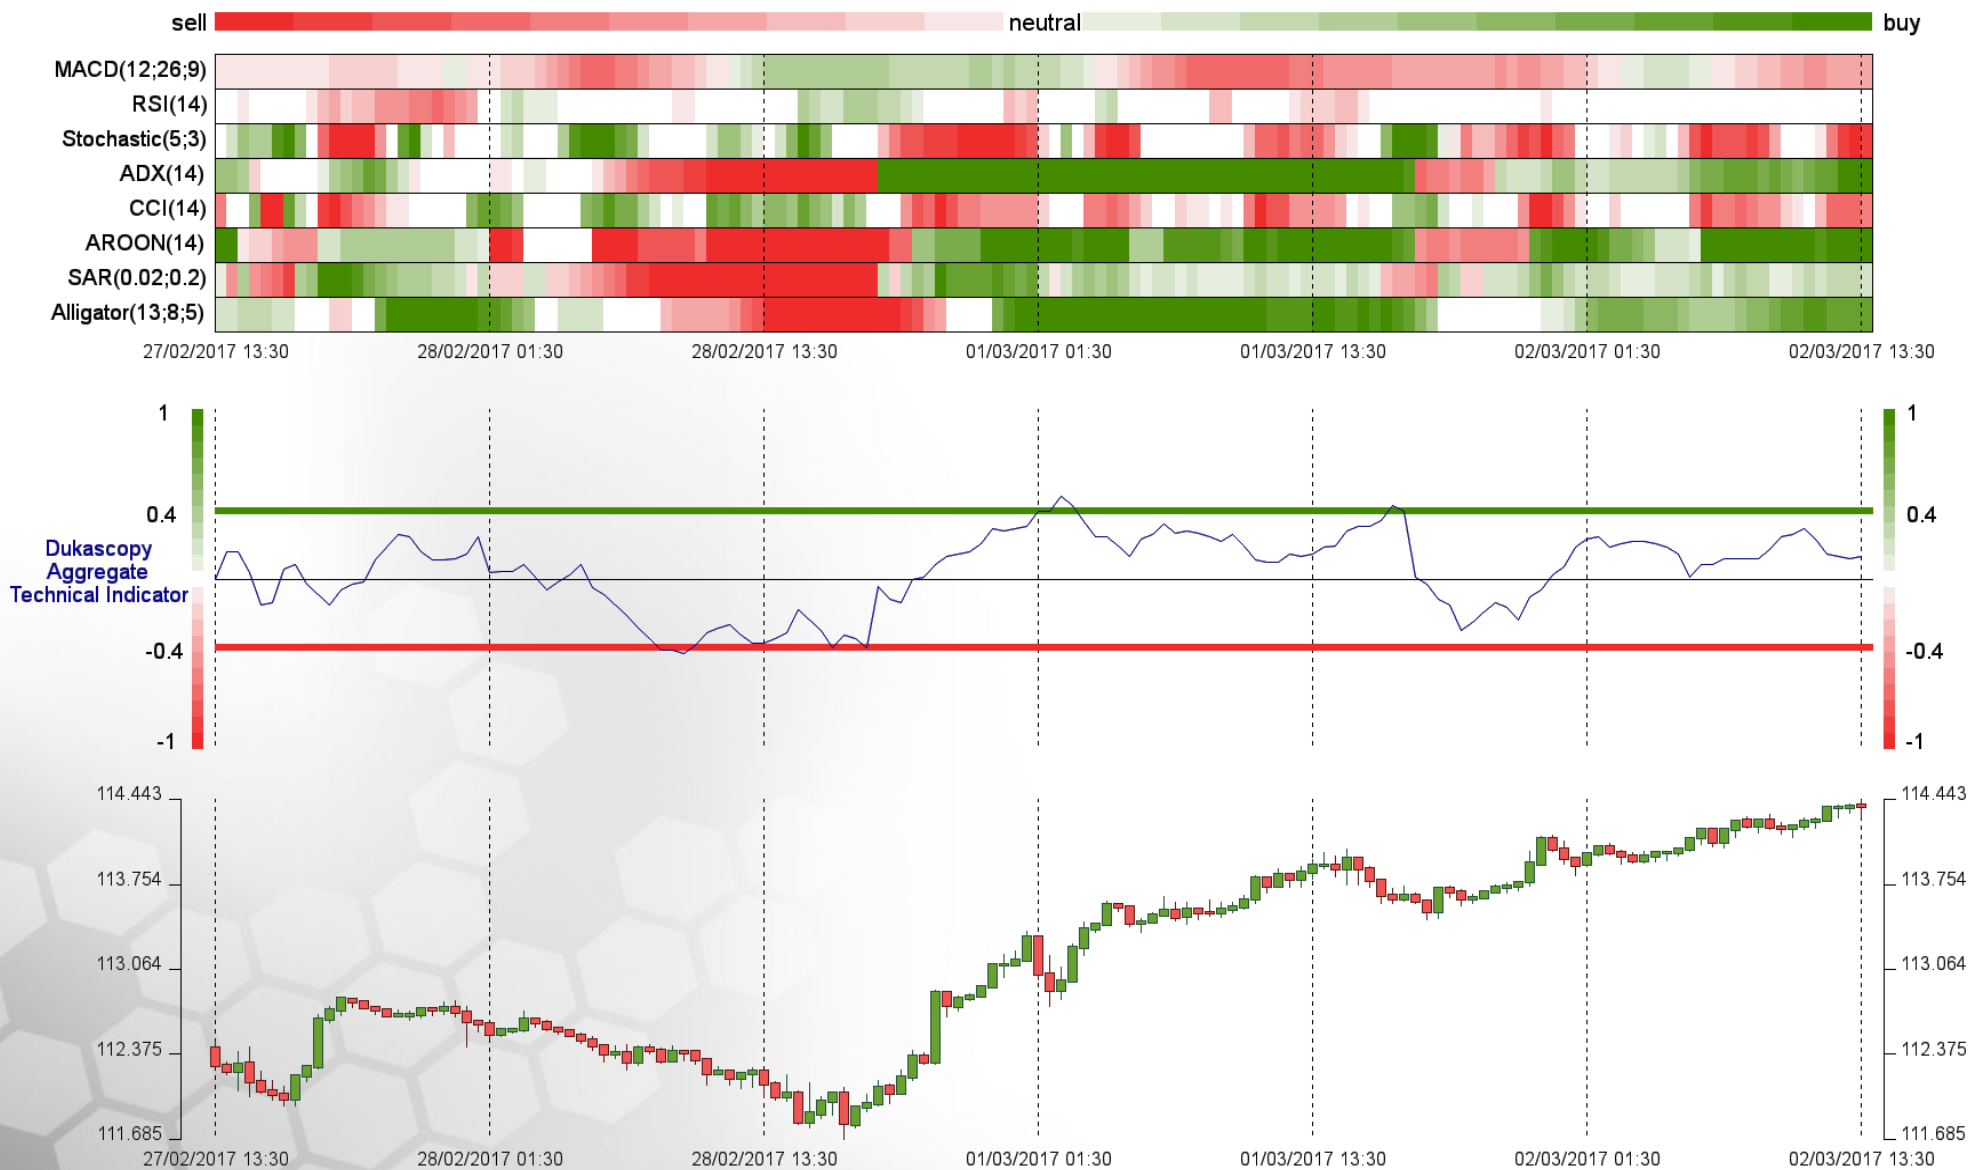 sell neutral buy
MACD(12;26;9)
RSI(14)
Stochastic(5;3)
ADX(14)
CCI(14)
AROON(14)
SAR(0.02;0.2)
Alligator(13;8;5)
27/02/2017 13:30 28/02/2017 01:30 28/02/2017 13:30 01/03/2017 01:30 01/03/2017 13:30 02/03/2017 01:30 02/03/2017 13:30
1 1
0.4 0.4
Dukascopy
Aggregate
Technical Indicator
-0.4 -0.4
-1 -1
114.443 114.443
113.754 113.754
113.064 113.064
112.375 112.375
111.685 111.685
27/02/2017 13:30 28/02/2017 01:30 28/02/2017 13:30 01/03/2017 01:30 01/03/2017 13:30 02/03/2017 01:30 02/03/2017 13:30